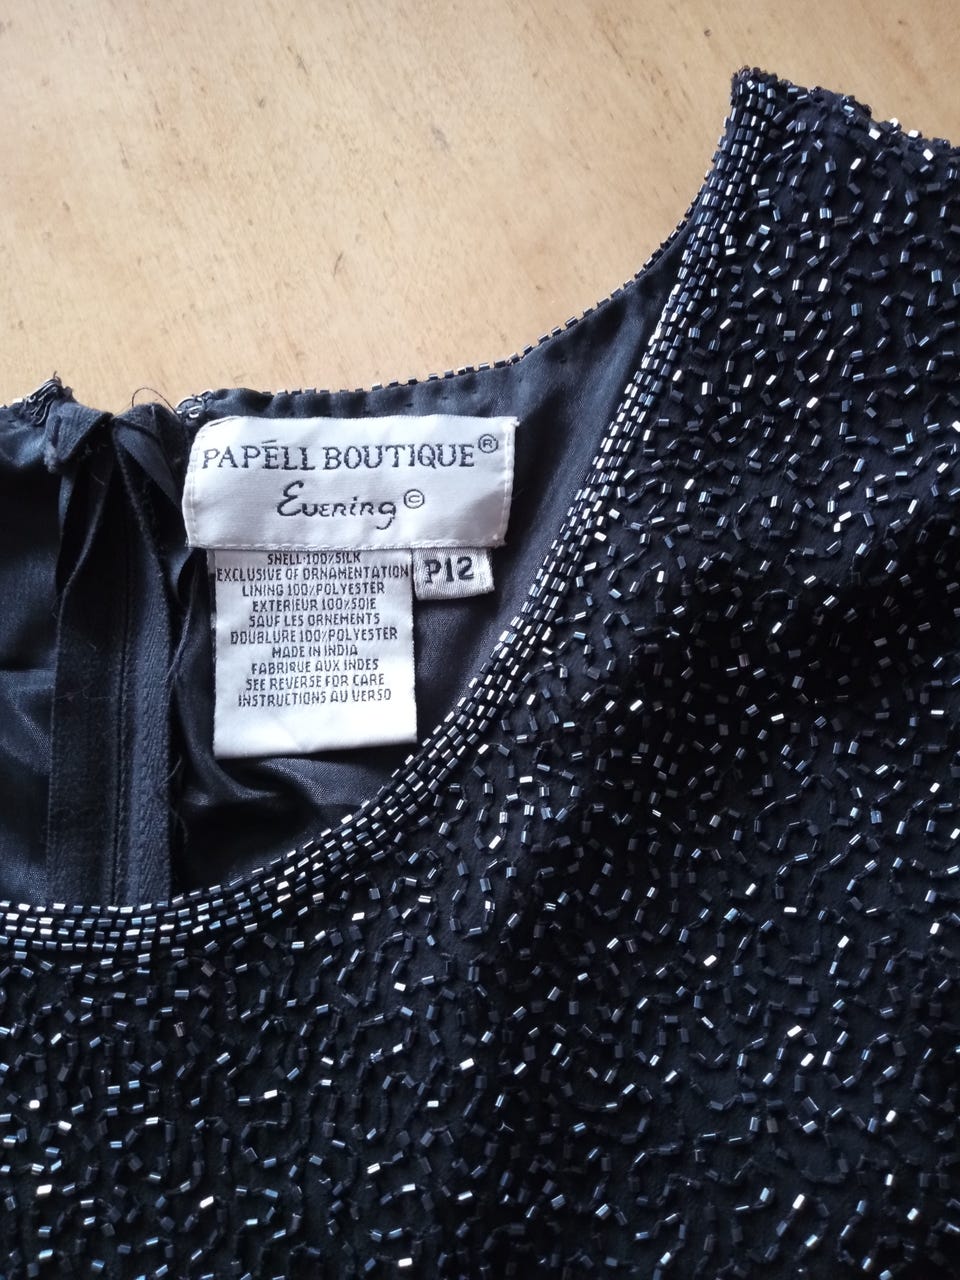 PAPÉLL BOUTIQUE®
Evening©
SHELL:100%SILK
EXCLUSIVE OF ORNAMENTATION
LINING 100%POLYESTER
EXTERIEUR 100%SOIE
SAUF LES ORNEMENTS
DOUBLURE 100%POLYESTER
MADE IN INDIA
FABRIQUE AUX INDES
SEE REVERSE FOR CARE
INSTRUCTIONS AU VERSO
P12